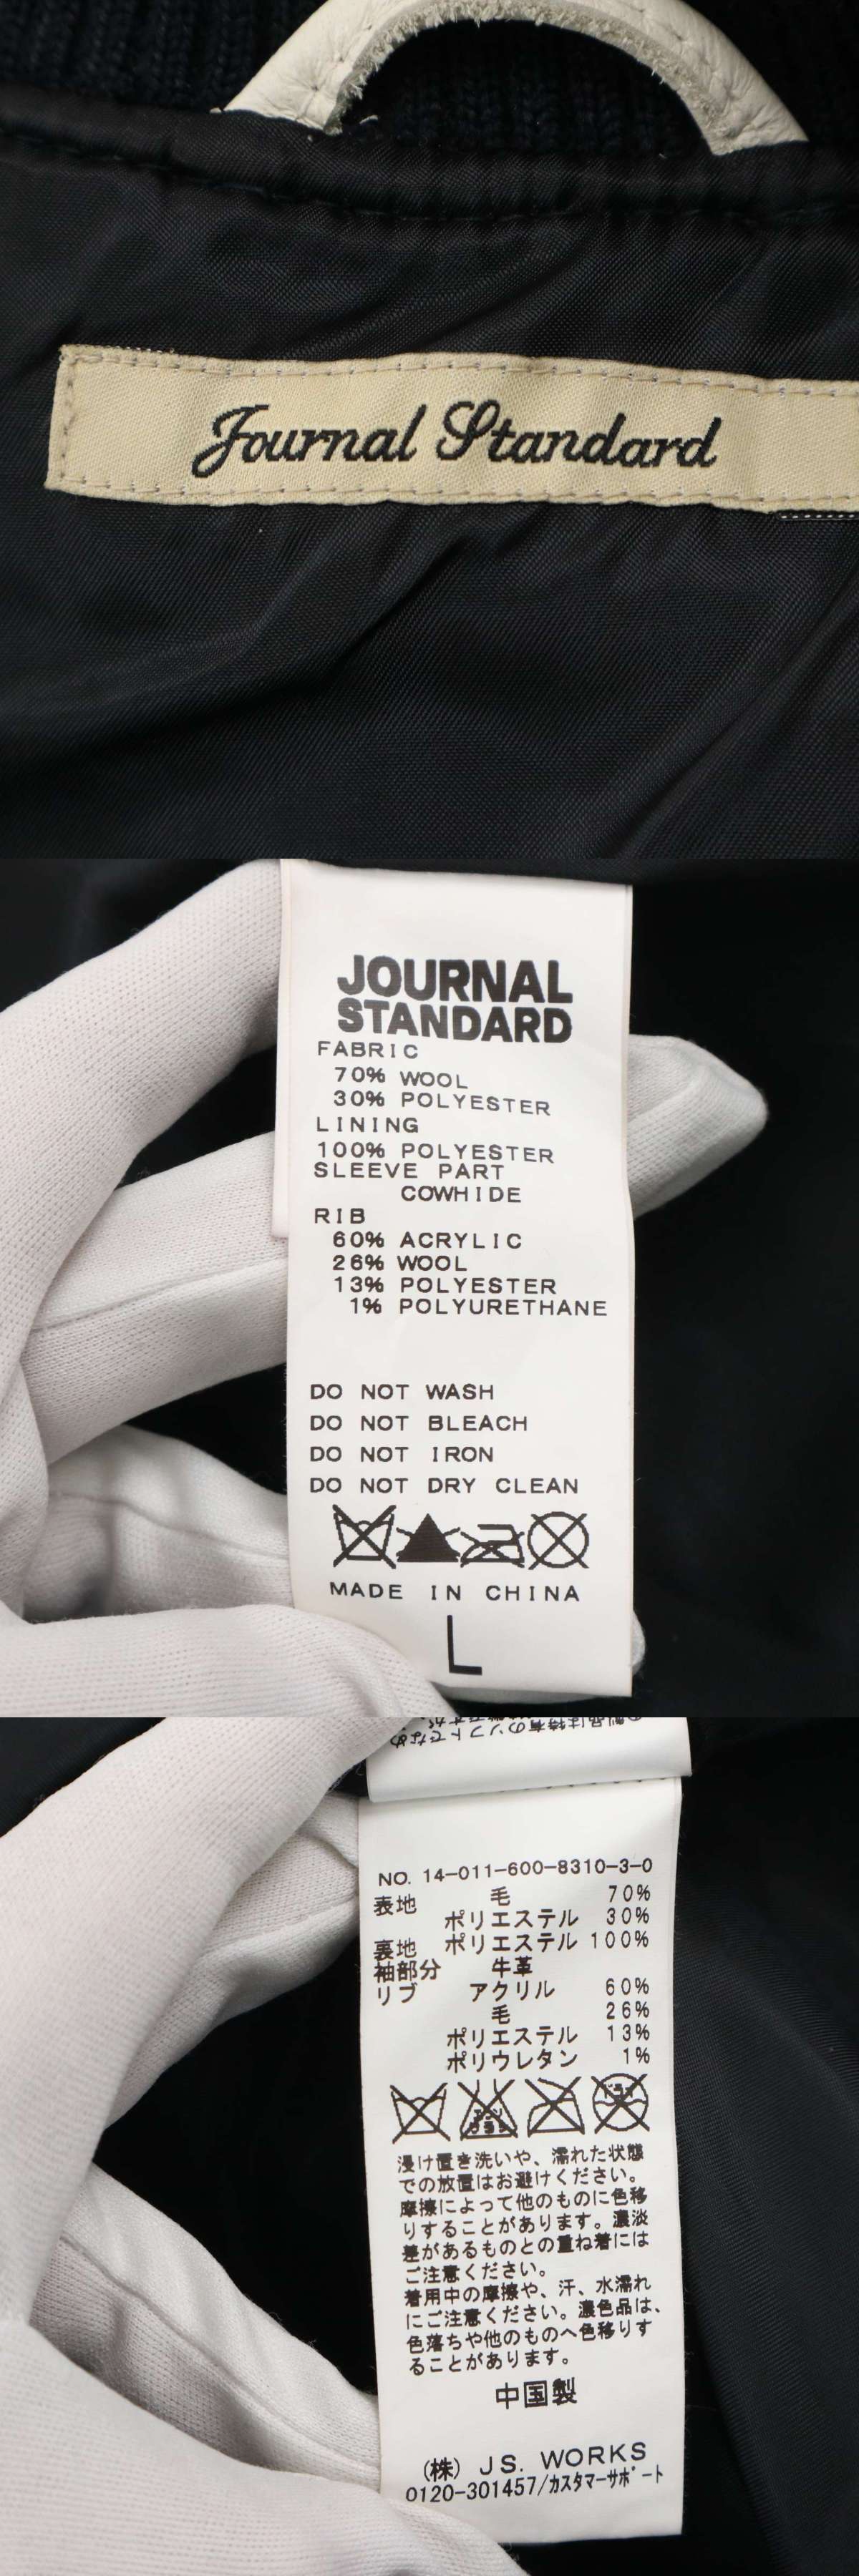 Journal Standard
JOURNAL
STANDARD
FABRIC
70% WOOL
30% POLYESTER
LINING
100% POLYESTER
SLEEVE PART
COWHIDE
RIB
60% ACRYLIC
26% WOOL
13% POLYESTER
1% POLYURETHANE
DO NOT WASH
DO NOT BLEACH
DO NOT IRON
DO NOT DRY CLEAN
MADE IN CHINA
L
NO. 14-011-600-8310-3-0
表地 毛 70%
ポリエステル 30%
裏地 ポリエステル 100%
袖部分 牛革
リブ アクリル 60%
毛 26%
ポリエステル 13%
ポリウレタン 1%
浸け置き洗いや、濡れた状態
での放置はお避けください。
摩擦によって他のものに色移
りすることがあります。濃淡
差があるものとの重ね着には
ご注意ください。
着用中の摩擦や、汗、水濡れ
にご注意ください。濃色品は、
色落ちや他のものへ色移りす
ることがあります。
中国製
(株) JS. WORKS
0120-301457/カスタマーサポート